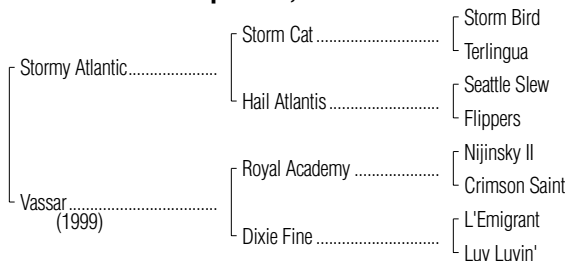 Storm Bird
Storm Cat
Terlingua
Stormy Atlantic
Seattle Slew
Hail Atlantis
Flippers
Nijinsky II
Royal Academy
Crimson Saint
Vassar
(1999)
L'Emigrant
Dixie Fine
Luv Luvin'